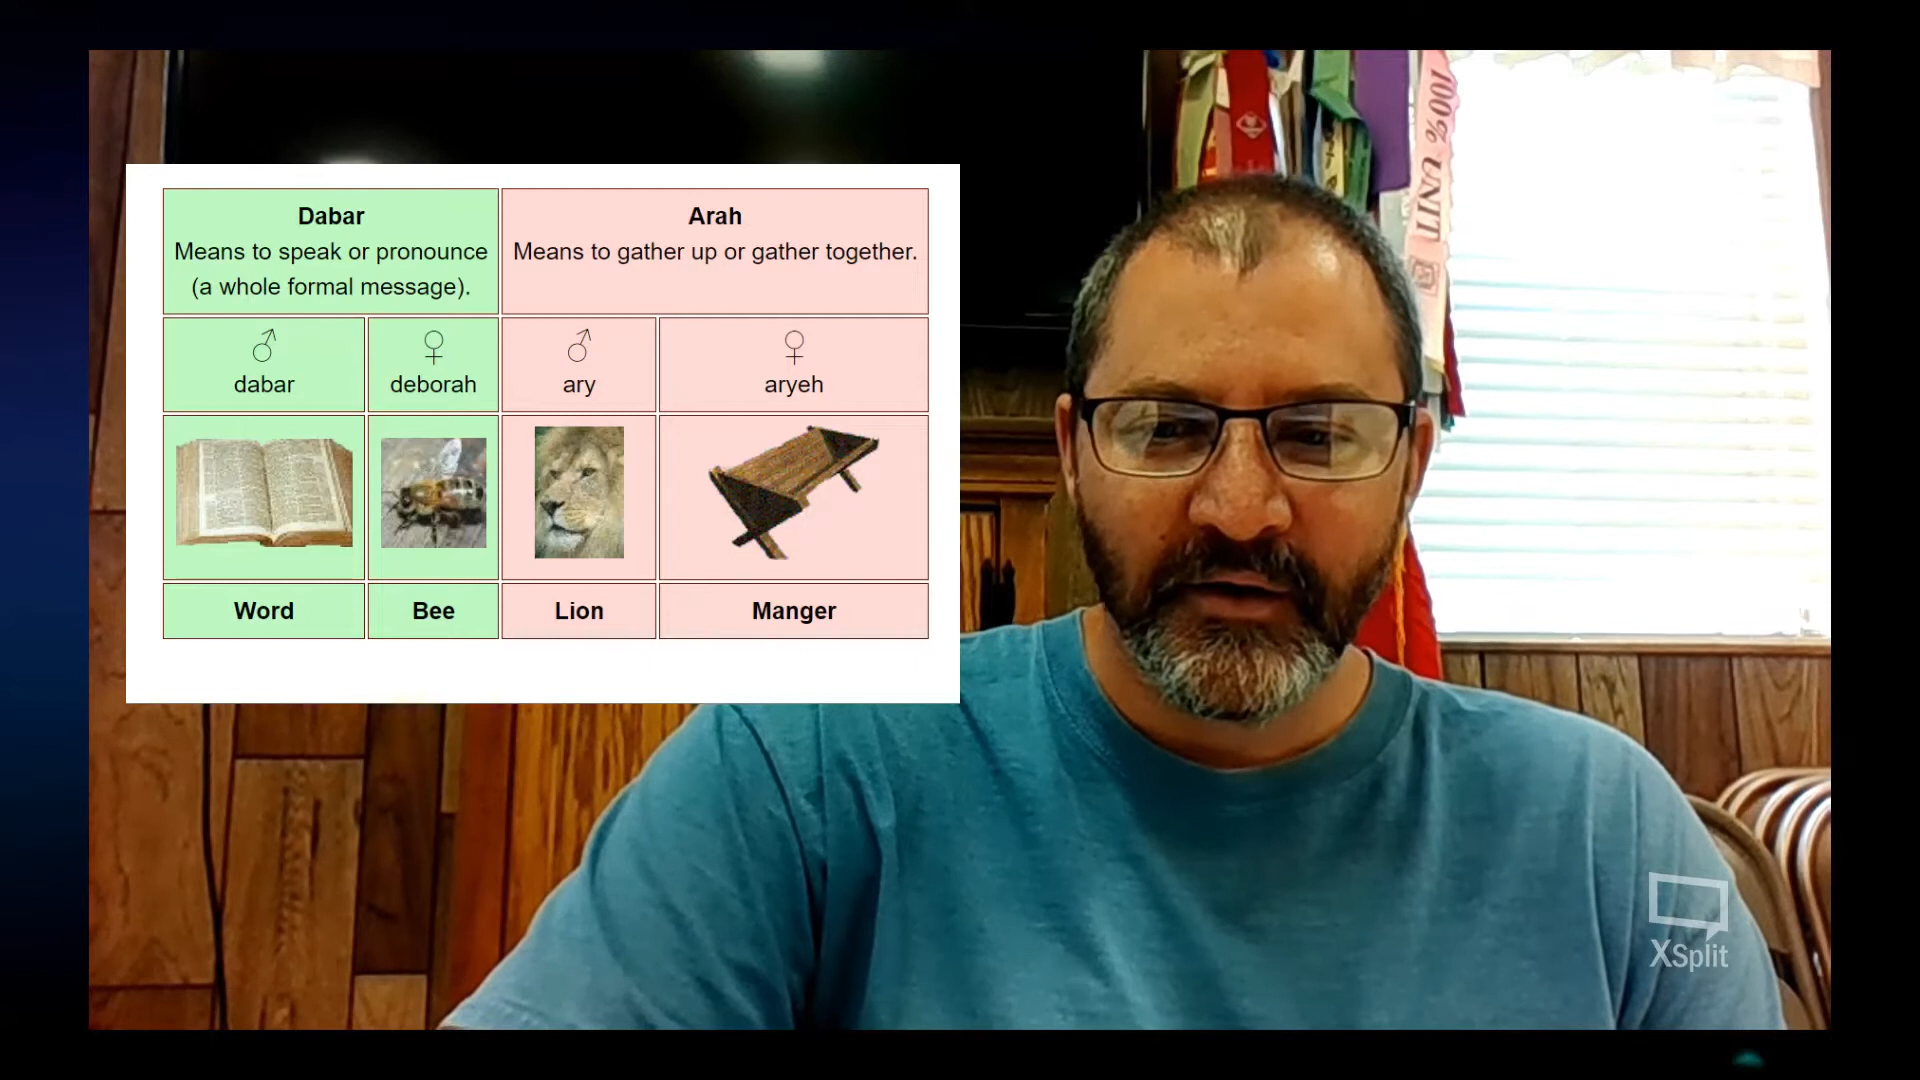 Dabar
Means to speak or pronounce
(a whole formal message).
Arah
Means to gather up or gather together.
♂
dabar
♀
deborah
♂
ary
♀
aryeh
Word
Bee
Lion
Manger
100% UNIT
XSplit